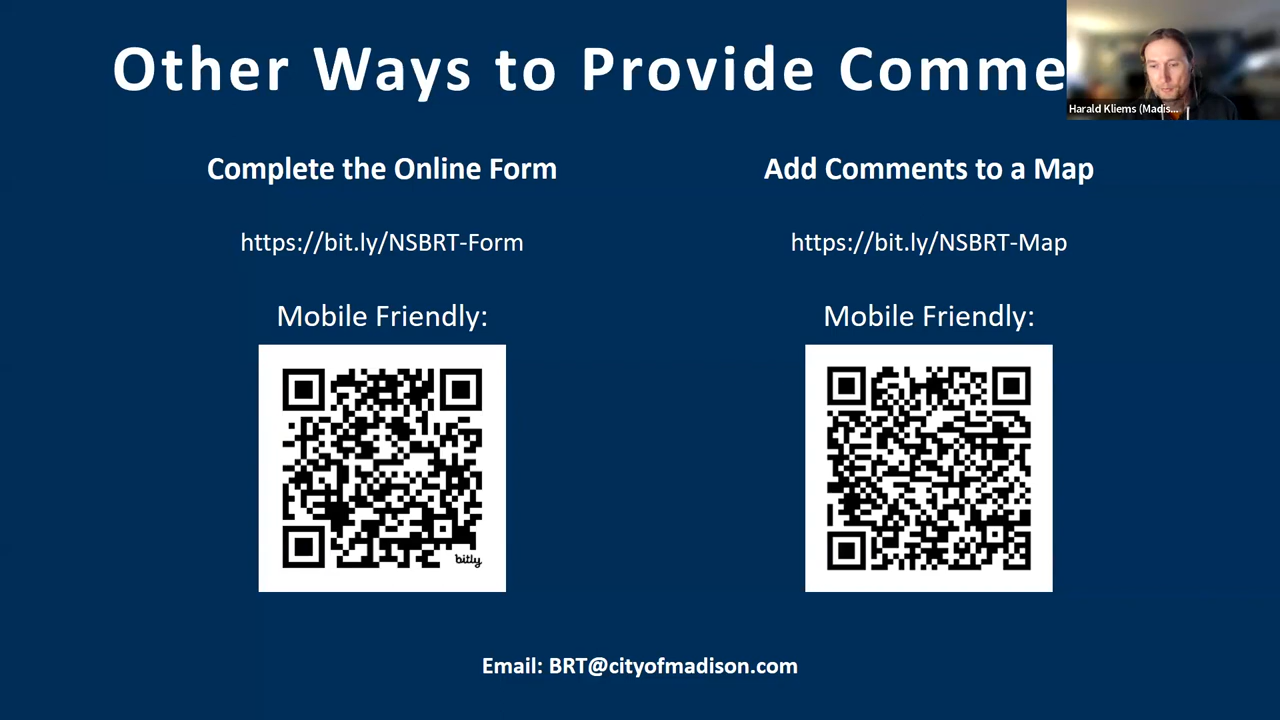 Other Ways to Provide Comme
Harald Kliems (Madis...
Complete the Online Form
Add Comments to a Map
https://bit.ly/NSBRT-Form
https://bit.ly/NSBRT-Map
Mobile Friendly:
Mobile Friendly:
bitly
Email: BRT@cityofmadison.com